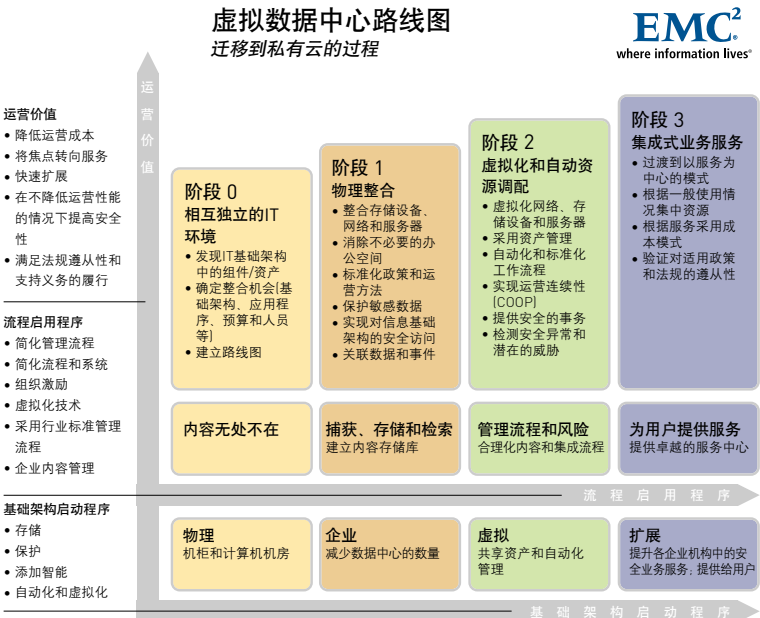 虚拟数据中心路线图
迁移到私有云的过程
EMC²
where information lives®
运营价值
• 降低运营成本
• 将焦点转向服务
• 快速扩展
• 在不降低运营性能
的情况下提高安全
性
• 满足法规遵从性和
支持义务的履行
流程启用程序
• 简化管理流程
• 简化流程和系统
• 组织激励
• 虚拟化技术
• 采用行业标准管理
流程
• 企业内容管理
基础架构启动程序
• 存储
• 保护
• 添加智能
• 自动化和虚拟化
运营价值
阶段 0
相互独立的IT
环境
• 发现IT基础架构
中的组件/资产
• 确定整合机会(基
础架构、应用程
序、预算和人员
等)
• 建立路线图
阶段 1
物理整合
• 整合存储设备、
网络和服务器
• 消除不必要的办
公空间
• 标准化政策和运
营方法
• 保护敏感数据
• 实现对信息基础
架构的安全访问
• 关联数据和事件
阶段 2
虚拟化和自动资
源调配
• 虚拟化网络、存
储设备和服务器
• 采用资产管理
• 自动化和标准化
工作流程
• 实现运营连续性
(COOP)
• 提供安全的事务
• 检测安全异常和
潜在的威胁
阶段 3
集成式业务服务
• 过渡到以服务为
中心的模式
• 根据一般使用情
况集中资源
• 根据服务采用成
本模式
• 验证对适用政策
和法规的遵从性
内容无处不在
捕获、存储和检索
建立内容存储库
管理流程和风险
合理化内容和集成流程
为用户提供服务
提供卓越的服务中心
流程启用程序
物理
机柜和计算机机房
企业
减少数据中心的数量
虚拟
共享资产和自动化
管理
扩展
提升各企业机构中的安
全业务服务; 提供给用户
基础架构启动程序